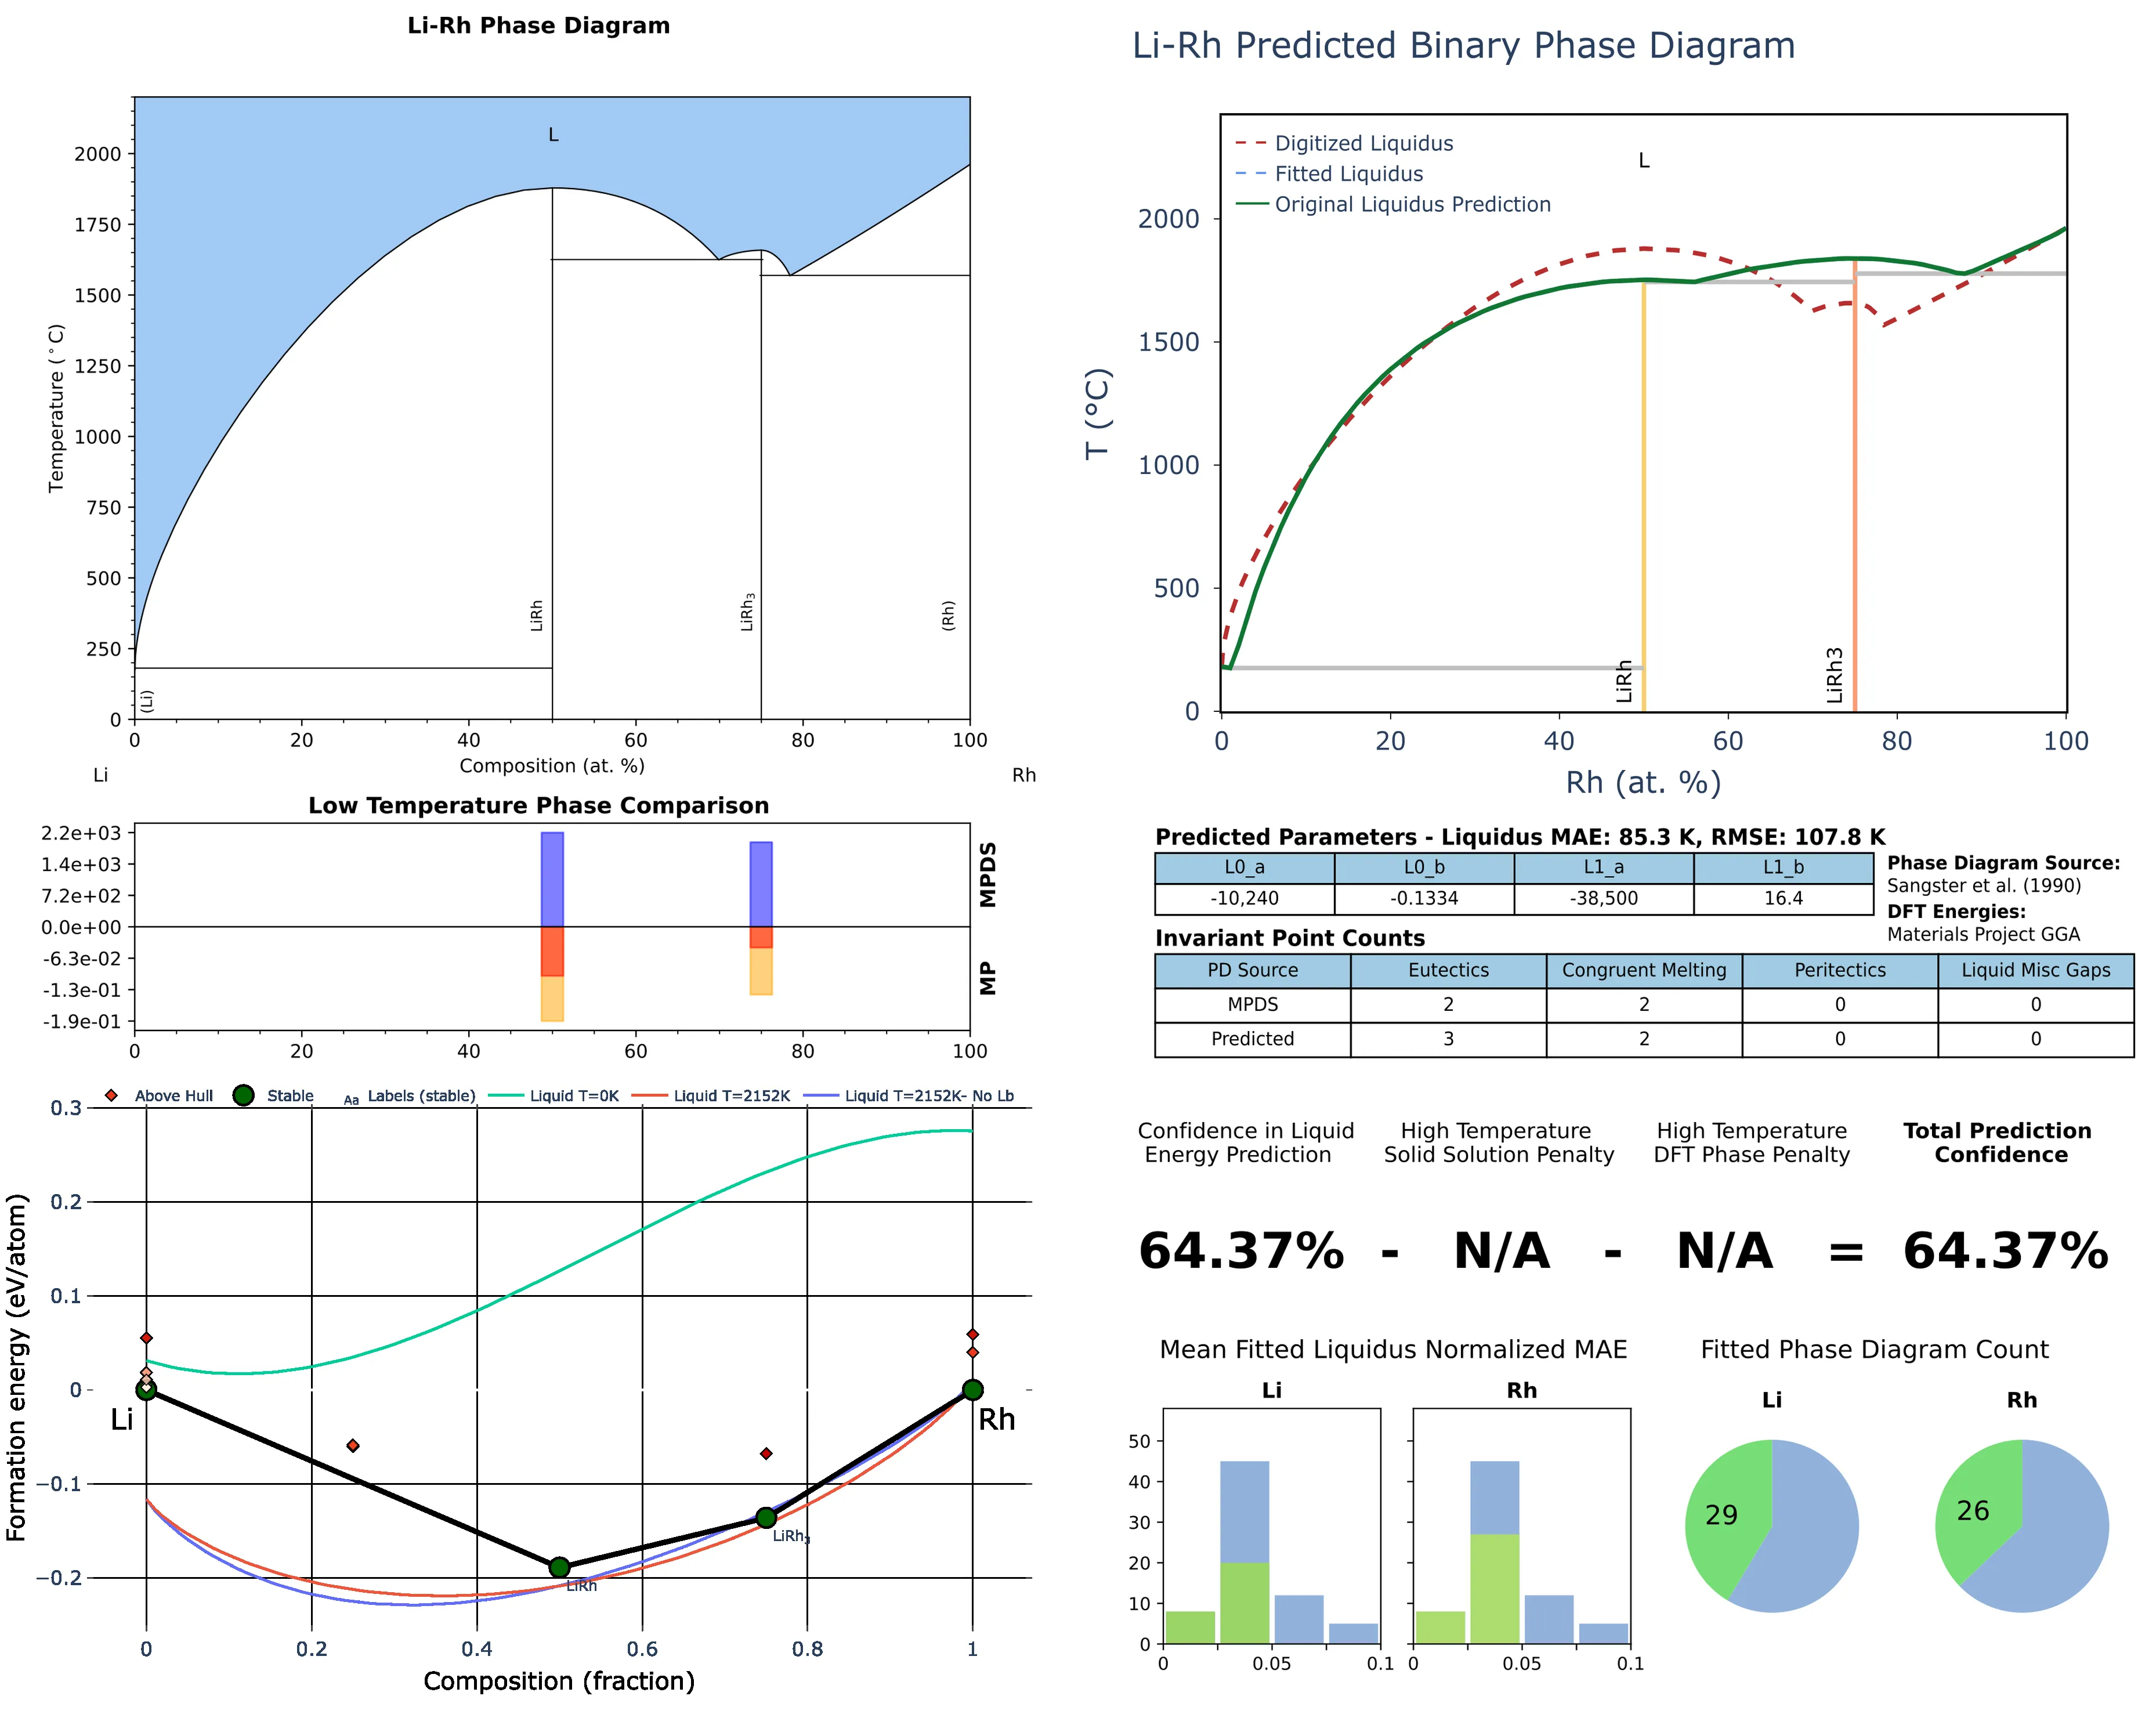 Li-Rh Phase Diagram
Temperature (°C)
2000
1750
1500
1250
1000
750
500
250
0
L
LiRh
LiRh3
(Rh)
(Li)
0 20 40 60 80 100
Composition (at. %)
Li Rh
Low Temperature Phase Comparison
2.2e+03
1.4e+03
7.2e+02
0.0e+00
-6.3e-02
-1.3e-01
-1.9e-01
MPDS
MP
0 20 40 60 80 100
Above Hull Stable Aa Labels (stable) Liquid T=0K Liquid T=2152K Liquid T=2152K- No Lb
Formation energy (eV/atom)
0.3
0.2
0.1
0
−0.1
−0.2
Li
Rh
LiRh3
LiRh
0 0.2 0.4 0.6 0.8 1
Composition (fraction)
Li-Rh Predicted Binary Phase Diagram
Digitized Liquidus
Fitted Liquidus
Original Liquidus Prediction
L
T (°C)
2000
1500
1000
500
0
LiRh
LiRh3
0 20 40 60 80 100
Rh (at. %)
Predicted Parameters - Liquidus MAE: 85.3 K, RMSE: 107.8 K
L0_a L0_b L1_a L1_b
-10,240 -0.1334 -38,500 16.4
Phase Diagram Source:
Sangster et al. (1990)
DFT Energies:
Materials Project GGA
Invariant Point Counts
PD Source Eutectics Congruent Melting Peritectics Liquid Misc Gaps
MPDS 2 2 0 0
Predicted 3 2 0 0
Confidence in Liquid Energy Prediction
High Temperature Solid Solution Penalty
High Temperature DFT Phase Penalty
Total Prediction Confidence
64.37% - N/A - N/A = 64.37%
Mean Fitted Liquidus Normalized MAE
Li Rh
50
40
30
20
10
0
0 0.05 0.1 0 0.05 0.1
Fitted Phase Diagram Count
Li Rh
29 26